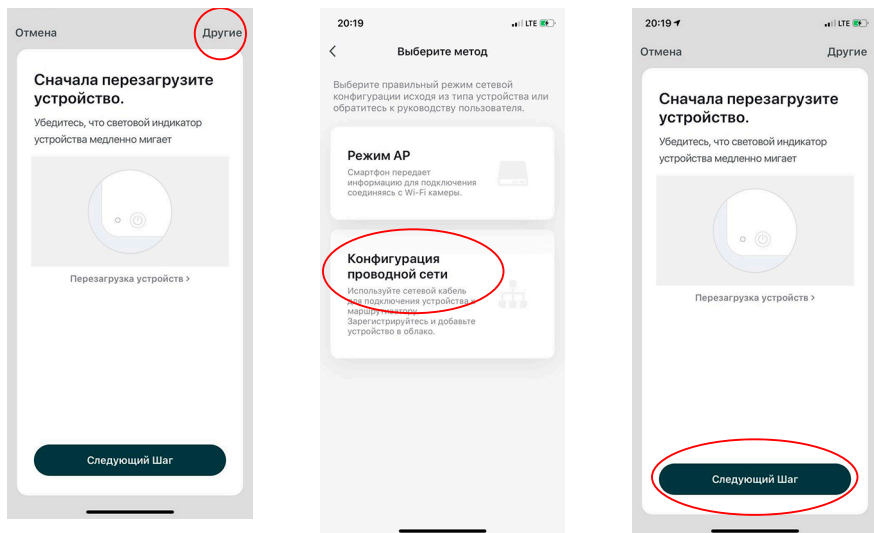 Отмена
Другие
Сначала перезагрузите
устройство.
Убедитесь, что световой индикатор
устройства медленно мигает
Перезагрузка устройств >
Следующий Шаг
20:19
LTE
Выберите метод
Выберите правильный режим сетевой
конфигурации исходя из типа устройства или
обратитесь к руководству пользователя.
Режим AP
Смартфон передает
информацию для подключения
соединяясь с Wi-Fi камеры.
Конфигурация
проводной сети
Используйте сетевой кабель
для подключения устройства к
маршрутизатору.
Зарегистрируйтесь и добавьте
устройство в облако.
20:19
LTE
Отмена
Другие
Сначала перезагрузите
устройство.
Убедитесь, что световой индикатор
устройства медленно мигает
Перезагрузка устройств >
Следующий Шаг